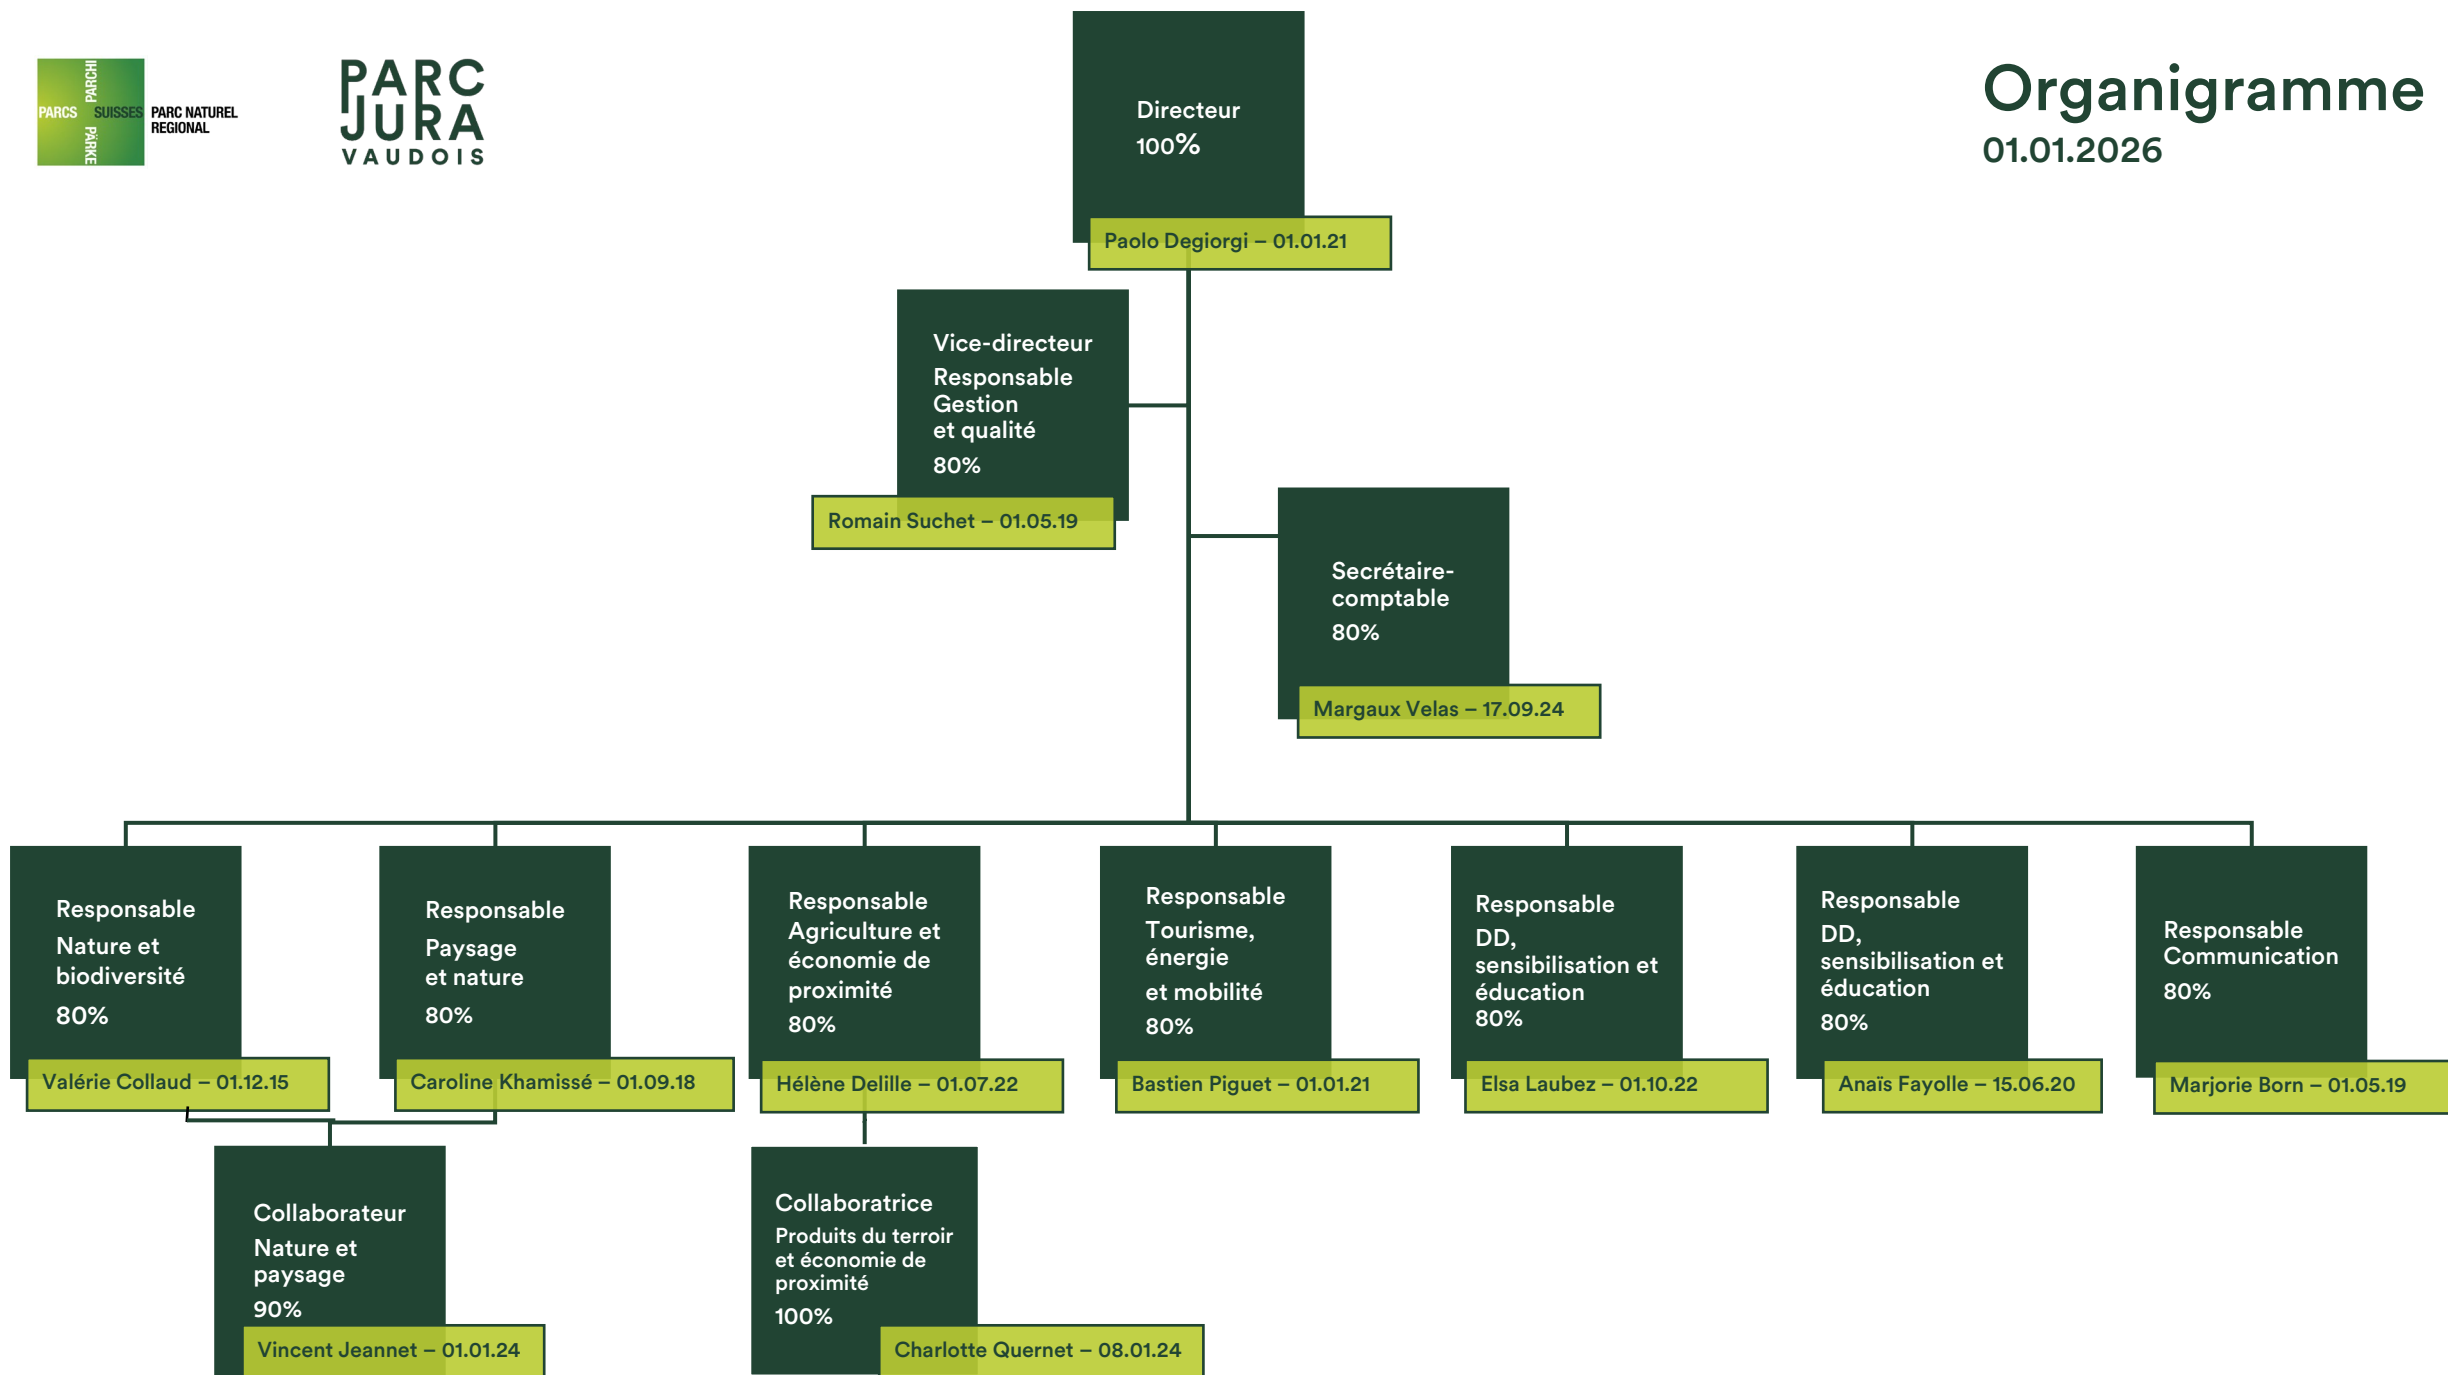 PARCS
PARCHI
SUISSES
PÄRKE
PARC NATUREL
REGIONAL
PARC
JURA
VAUDOIS
Organigramme
01.01.2026
Directeur
100%
Paolo Degiorgi – 01.01.21
Vice-directeur
Responsable
Gestion
et qualité
80%
Romain Suchet – 01.05.19
Secrétaire-
comptable
80%
Margaux Velas – 17.09.24
Responsable
Nature et
biodiversité
80%
Valérie Collaud – 01.12.15
Responsable
Paysage
et nature
80%
Caroline Khamissé – 01.09.18
Responsable
Agriculture et
économie de
proximité
80%
Hélène Delille – 01.07.22
Responsable
Tourisme,
énergie
et mobilité
80%
Bastien Piguet – 01.01.21
Responsable
DD,
sensibilisation et
éducation
80%
Elsa Laubez – 01.10.22
Responsable
DD,
sensibilisation et
éducation
80%
Anaïs Fayolle – 15.06.20
Responsable
Communication
80%
Marjorie Born – 01.05.19
Collaborateur
Nature et
paysage
90%
Vincent Jeannet – 01.01.24
Collaboratrice
Produits du terroir
et économie de
proximité
100%
Charlotte Quernet – 08.01.24